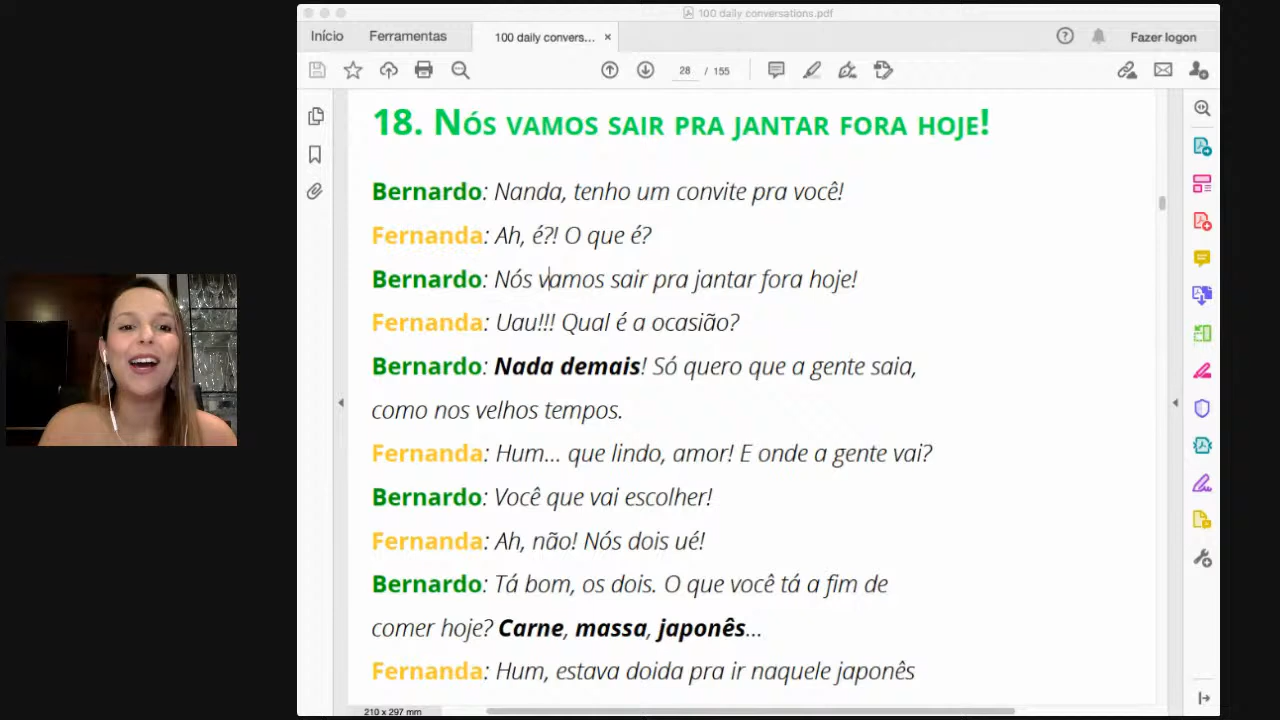 100 daily conversations.pdf
Início Ferramentas 100 daily convers... × Fazer logon
28 / 155
18. Nós vamos sair pra jantar fora hoje!
Bernardo: Nanda, tenho um convite pra você!
Fernanda: Ah, é?! O que é?
Bernardo: Nós vamos sair pra jantar fora hoje!
Fernanda: Uau!!! Qual é a ocasião?
Bernardo: Nada demais! Só quero que a gente saia,
como nos velhos tempos.
Fernanda: Hum... que lindo, amor! E onde a gente vai?
Bernardo: Você que vai escolher!
Fernanda: Ah, não! Nós dois ué!
Bernardo: Tá bom, os dois. O que você tá a fim de
comer hoje? Carne, massa, japonês...
Fernanda: Hum, estava doida pra ir naquele japonês
210 x 297 mm